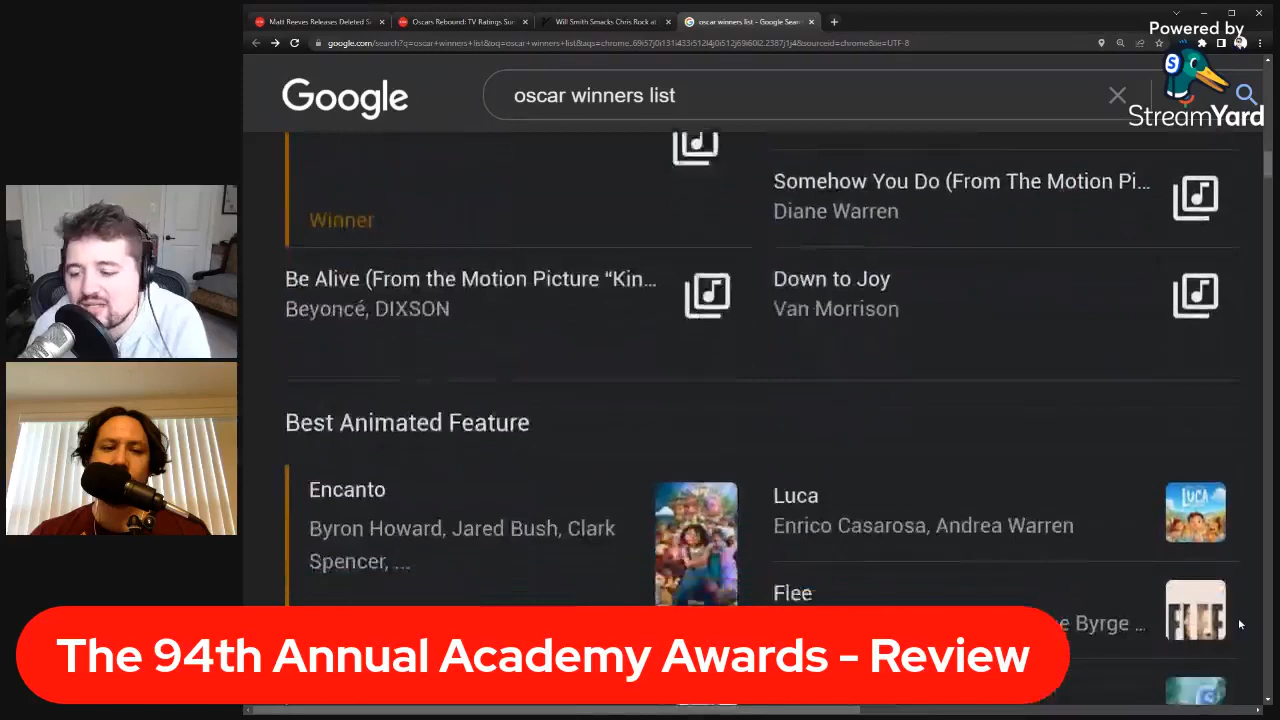 Matt Reeves Releases Deleted S
Oscars Rebound: TV Ratings Sur
Will Smith Smacks Chris Rock at
oscar winners list - Google Sear
Powered by
StreamYard
Google
oscar winners list
Winner
Somehow You Do (From The Motion Pi...
Diane Warren
Be Alive (From the Motion Picture “Kin...
Beyoncé, DIXSON
Down to Joy
Van Morrison
Best Animated Feature
Encanto
Byron Howard, Jared Bush, Clark
Spencer, ...
Luca
Enrico Casarosa, Andrea Warren
LUCA
Flee
e Byrge ...
FLEE
The 94th Annual Academy Awards - Review